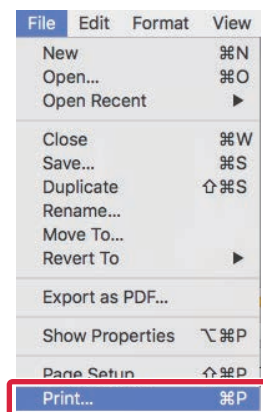 File Edit Format View
New ⌘N
Open... ⌘O
Open Recent ▶
Close ⌘W
Save... ⌘S
Duplicate ⇧⌘S
Rename...
Move To...
Revert To ▶
Export as PDF...
Show Properties ⌥⌘P
Page Setup ⇧⌘P
Print... ⌘P